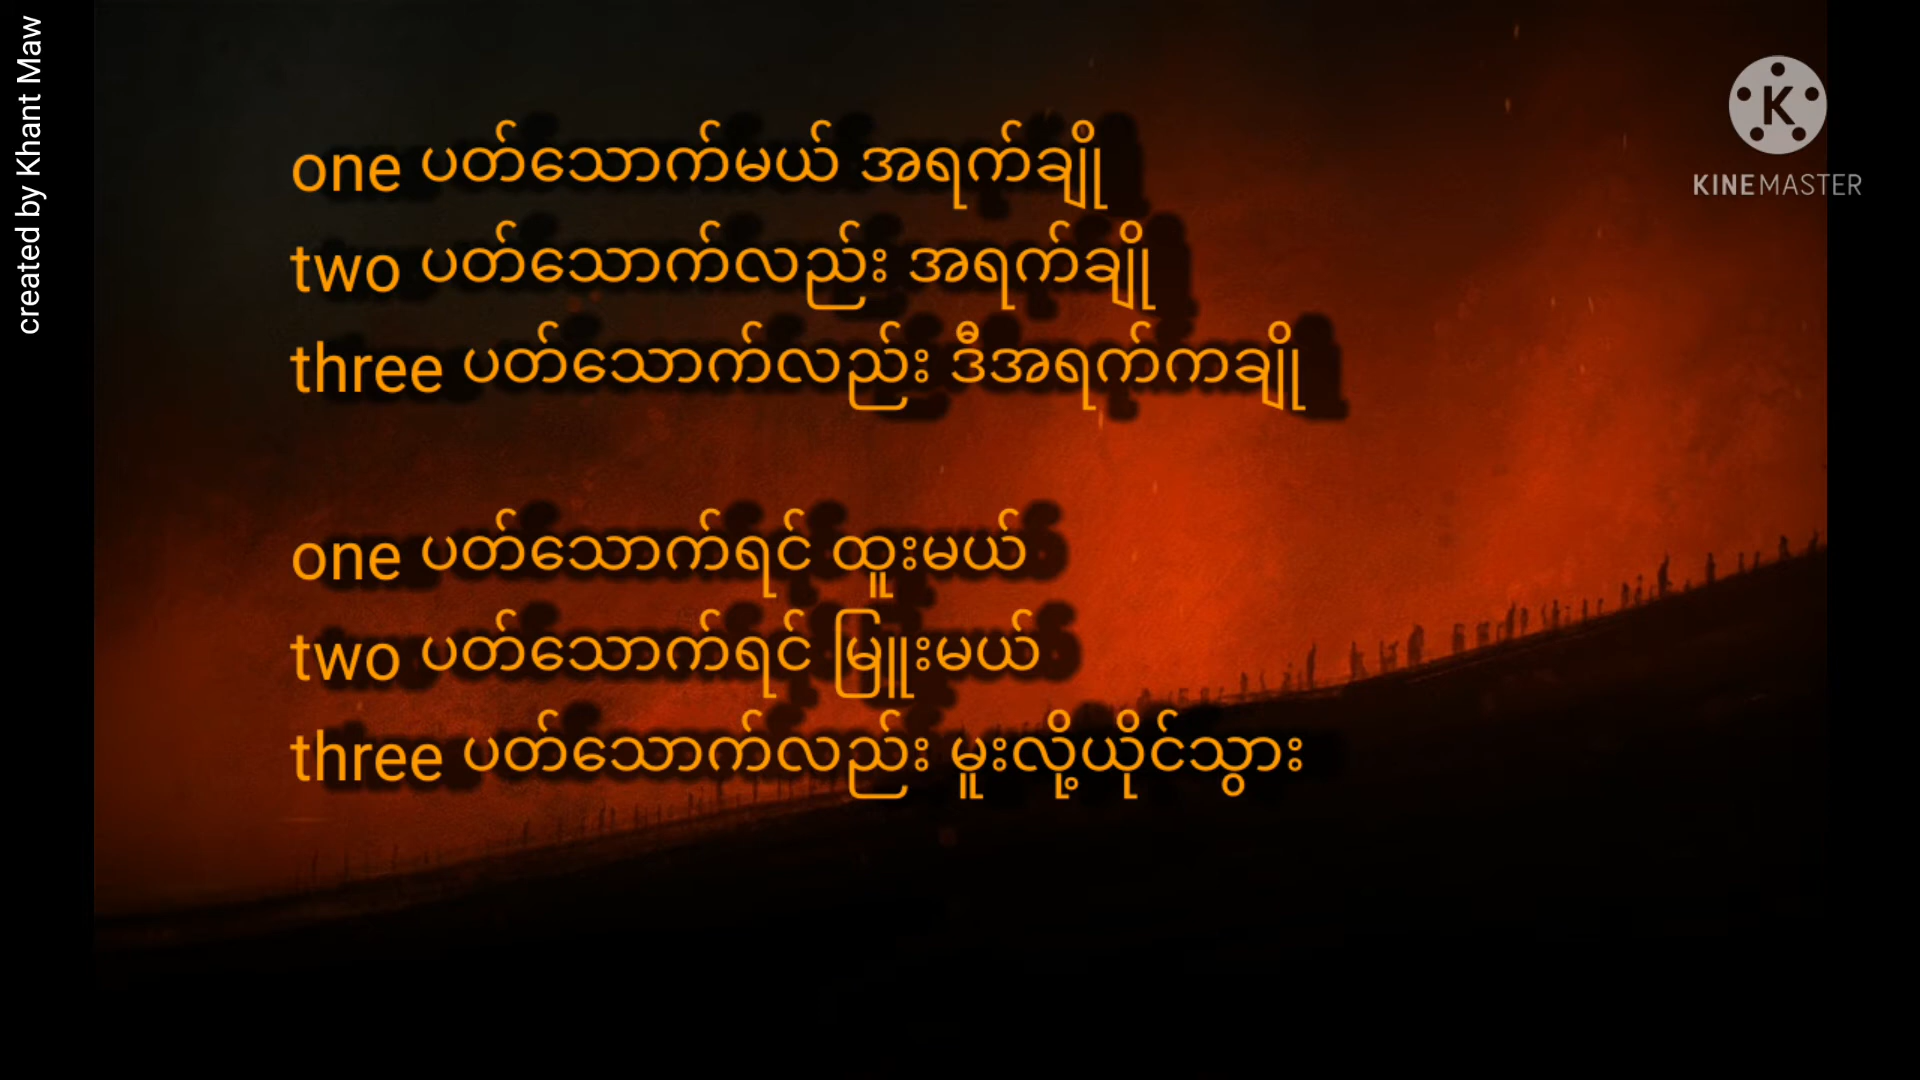 created by Khant Maw
KINEMASTER
one ပတ်သောက်မယ် အရက်ချို
two ပတ်သောက်လည်း အရက်ချို
three ပတ်သောက်လည်း ဒီအရက်ကချို
one ပတ်သောက်ရင် ထူးမယ်
two ပတ်သောက်ရင် မြူးမယ်
three ပတ်သောက်လည်း မူးလို့ယိုင်သွား